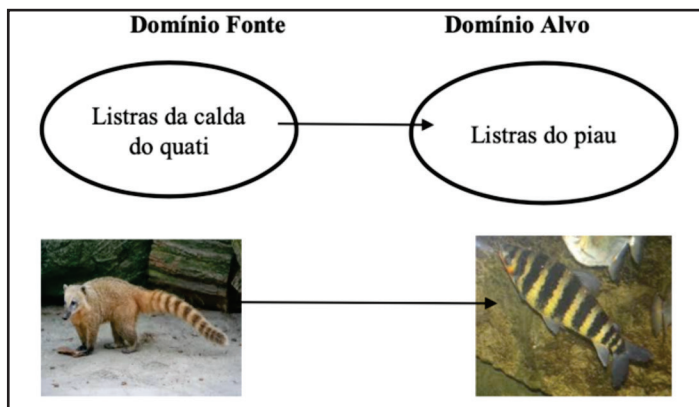 Domínio Fonte
Domínio Alvo
Listras da calda
do quati
Listras do piau